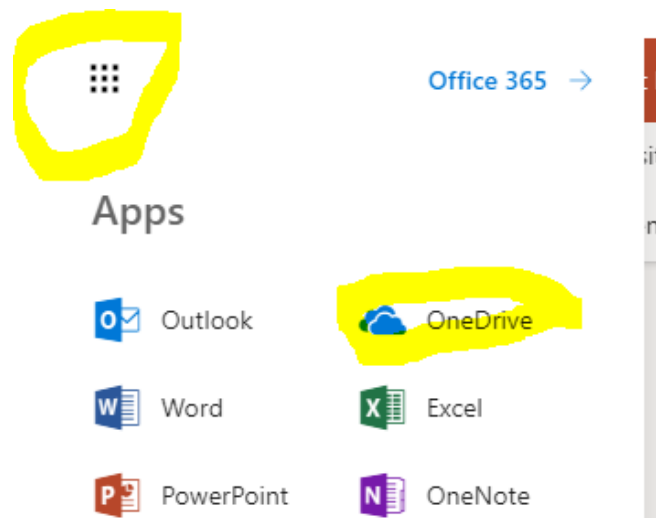 Office 365 →
Apps
Outlook
OneDrive
Word
Excel
PowerPoint
OneNote